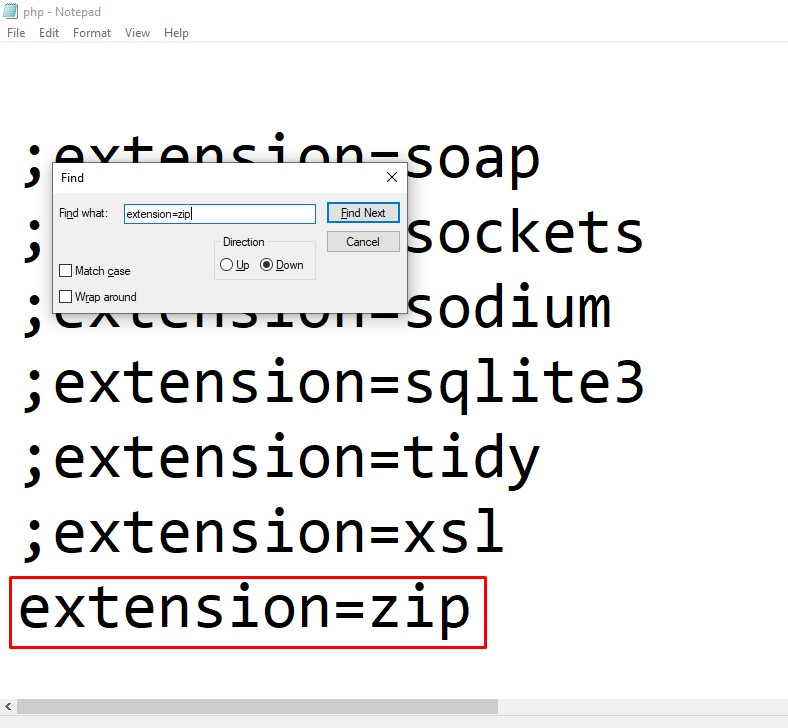 php - Notepad
File Edit Format View Help
;extension=soap
Find
Find what: extension=zip Find Next
;sockets
Direction Cancel
Match case Up Down
Wrap around
;extension=sodium
;extension=sqlite3
;extension=tidy
;extension=xsl
extension=zip